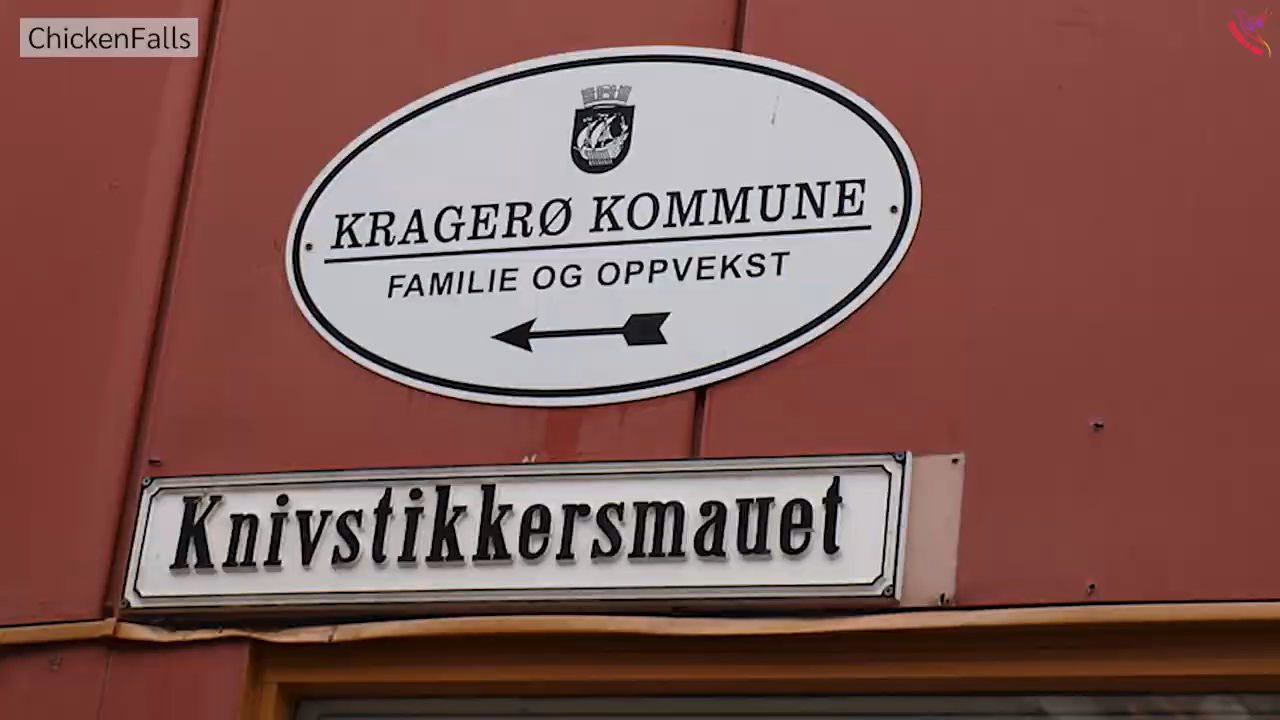 ChickenFalls
KRAGERØ KOMMUNE
FAMILIE OG OPPVEKST
Knivstikkersmauet